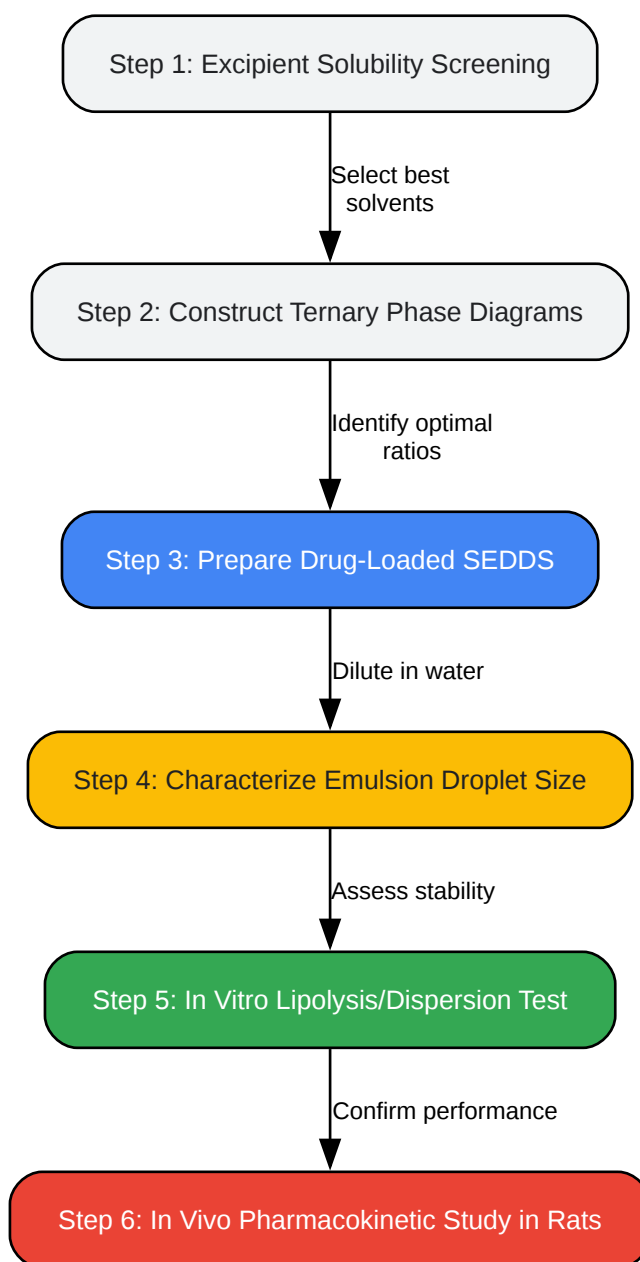 Step 1: Excipient Solubility Screening
Select best
solvents
Step 2: Construct Ternary Phase Diagrams
Identify optimal
ratios
Step 3: Prepare Drug-Loaded SEDDS
Dilute in water
Step 4: Characterize Emulsion Droplet Size
Assess stability
Step 5: In Vitro Lipolysis/Dispersion Test
Confirm performance
Step 6: In Vivo Pharmacokinetic Study in Rats